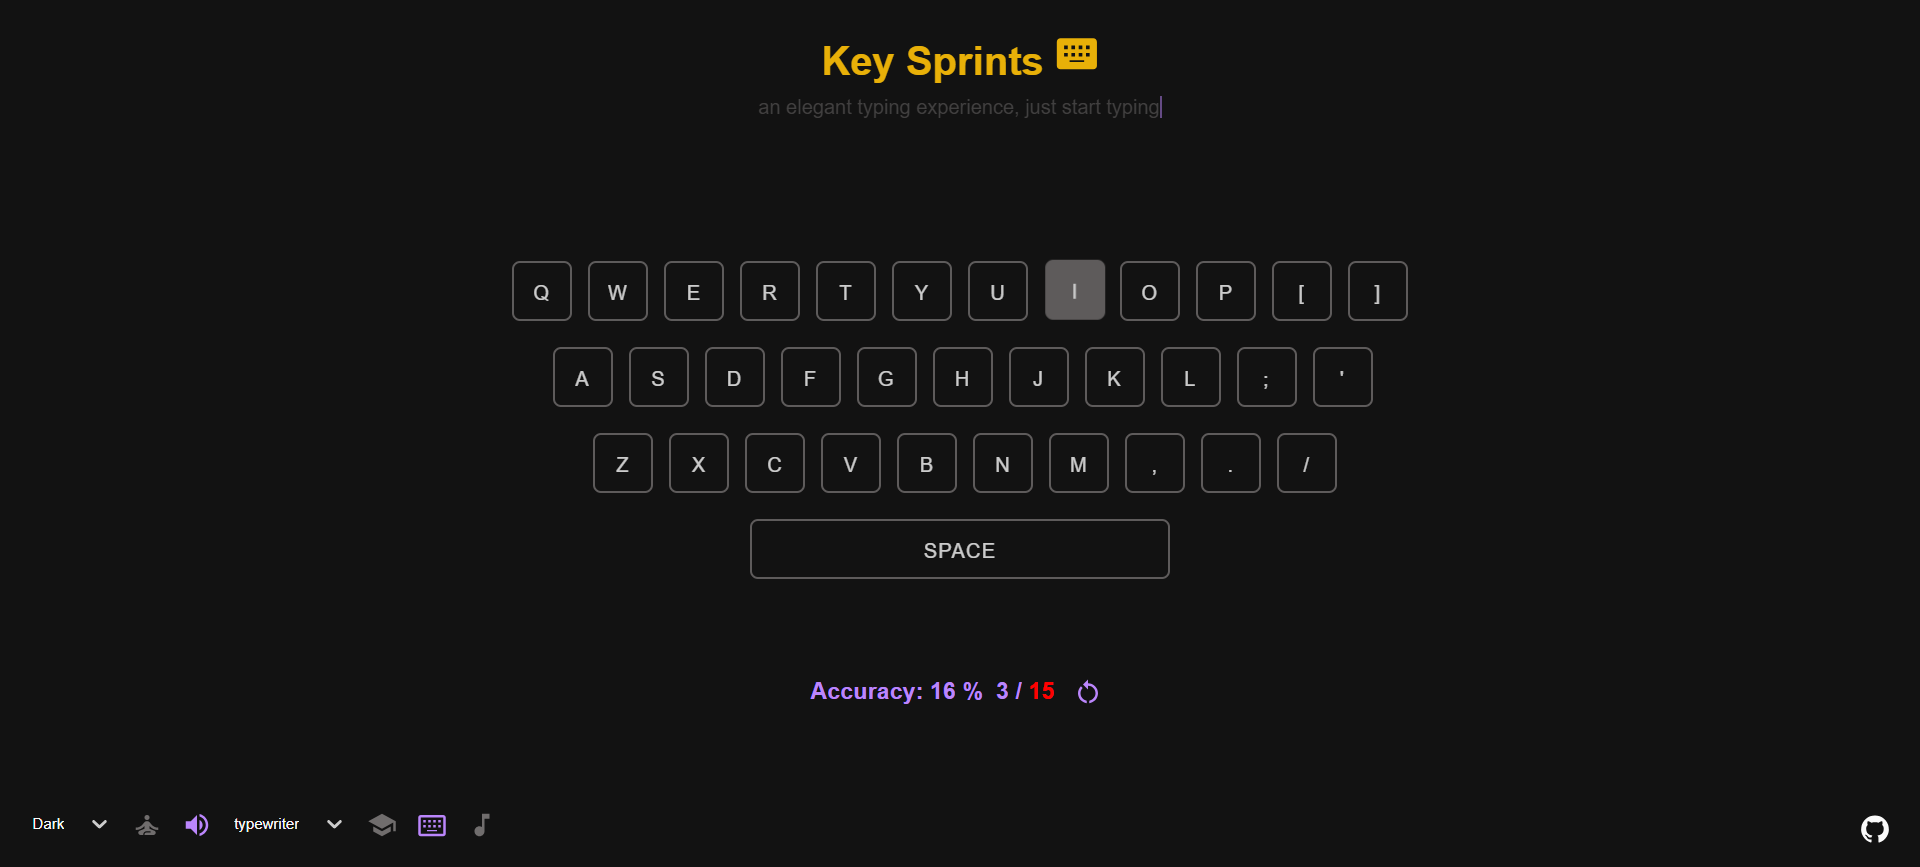 Key Sprints
an elegant typing experience, just start typing
Q W E R T Y U I O P [ ]
A S D F G H J K L ; '
Z X C V B N M , . /
SPACE
Accuracy: 16 % 3 / 15
Dark typewriter